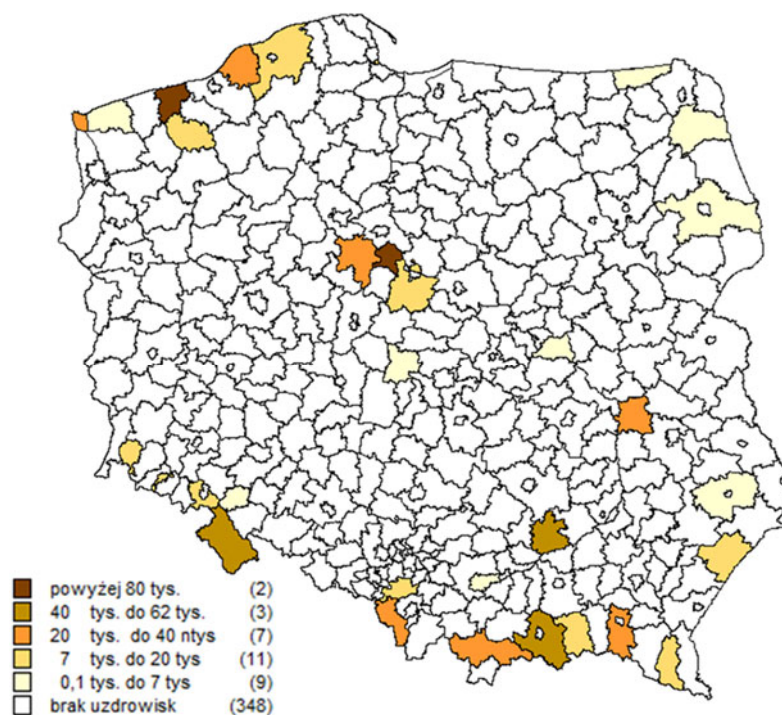 powyżej 80 tys. (2)
40 tys. do 62 tys. (3)
20 tys. do 40 ntys (7)
7 tys. do 20 tys (11)
0,1 tys. do 7 tys (9)
brak uzdrowisk (348)